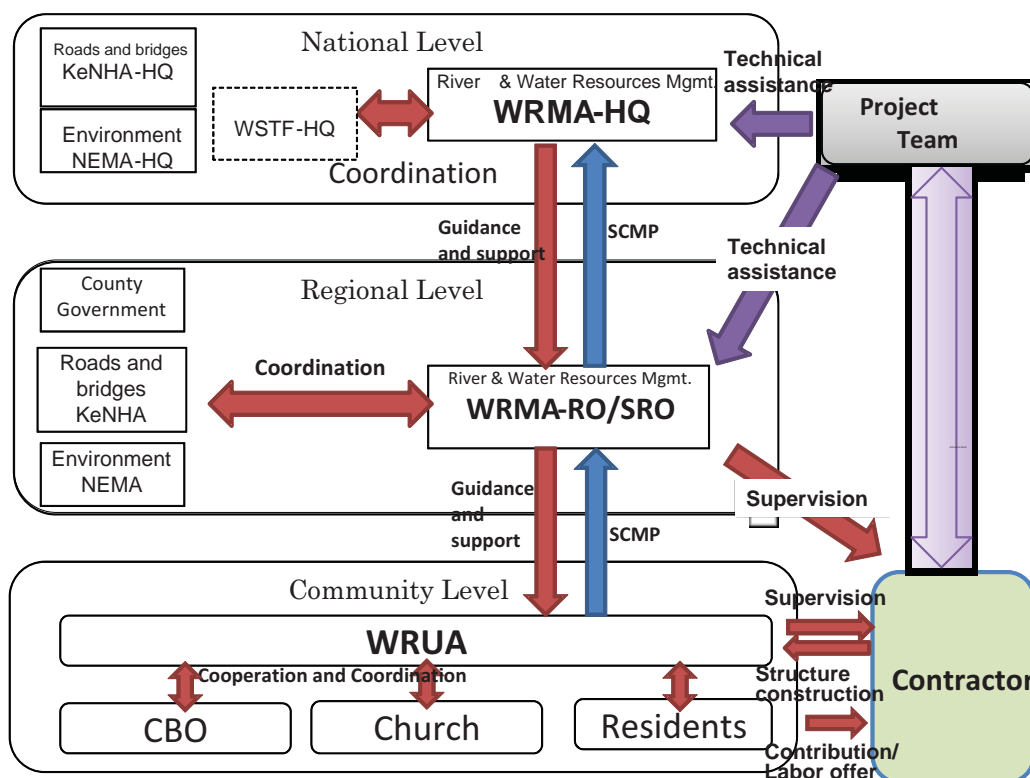 National Level
Roads and bridges
KeNHA-HQ
Environment
NEMA-HQ
WSTF-HQ
River & Water Resources Mgmt.
WRMA-HQ
Coordination
Technical
assistance
Project
Team
Guidance
and support
SCMP
Technical
assistance
Regional Level
County
Government
Roads and
bridges
KeNHA
Environment
NEMA
Coordination
River & Water Resources Mgmt.
WRMA-RO/SRO
Guidance
and
support
SCMP
Supervision
Community Level
WRUA
Cooperation and Coordination
CBO
Church
Residents
Supervision
Structure
construction
Contribution/
Labor offer
Contractor